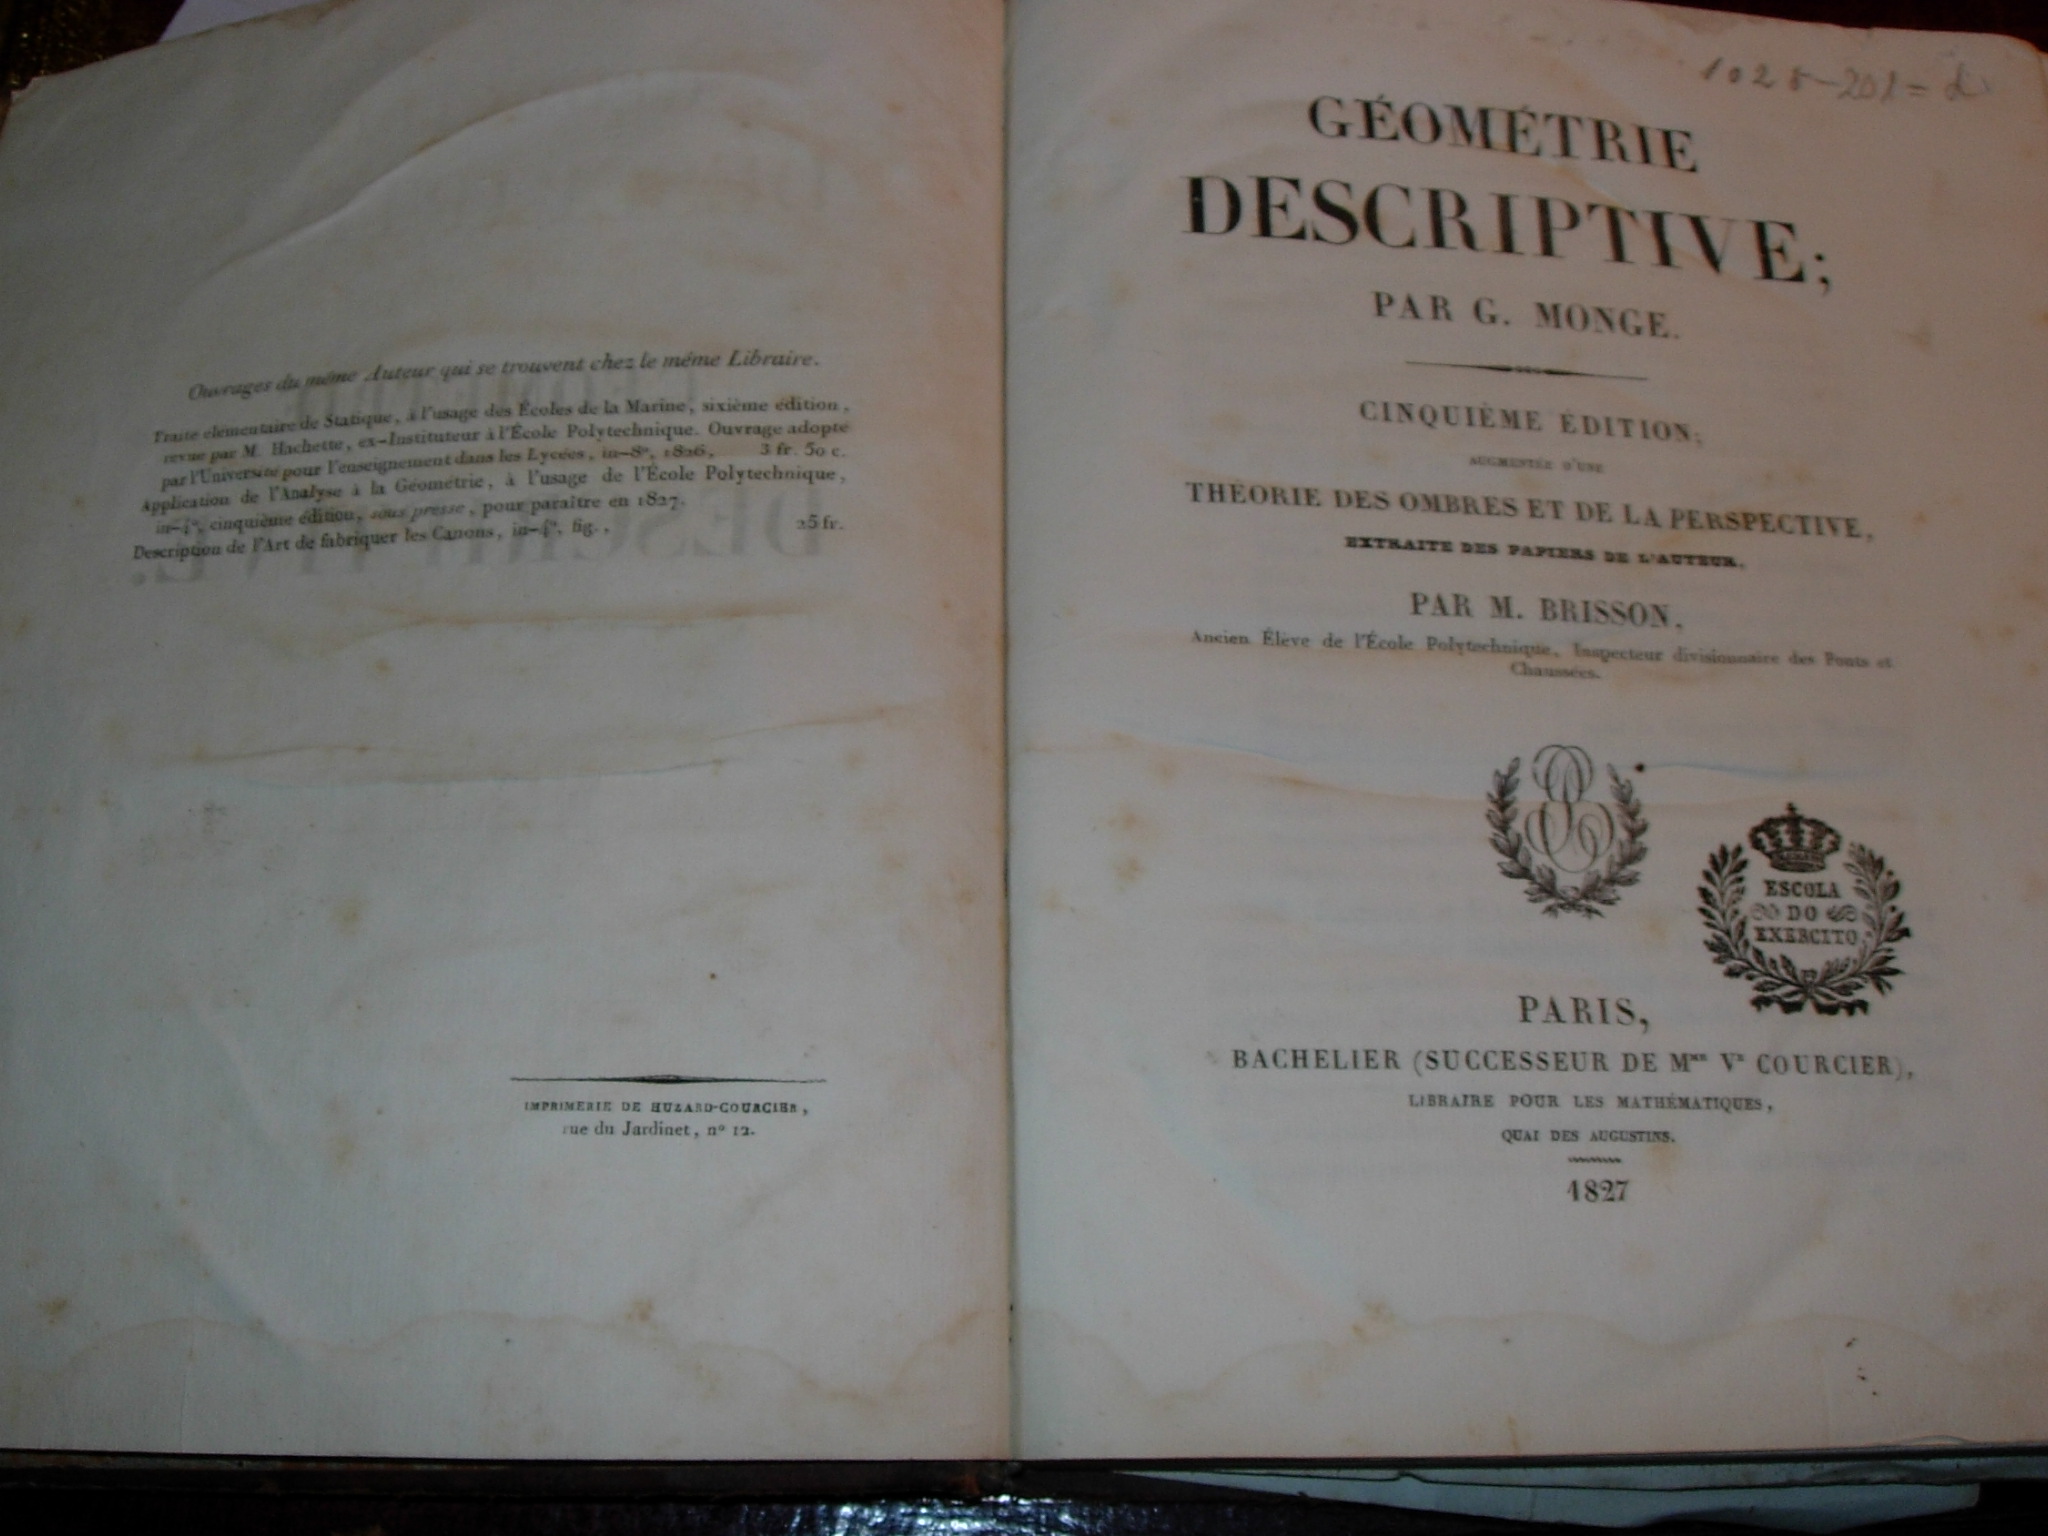 Ouvrages du même Auteur qui se trouvent chez le même Libraire.
Traité élémentaire de Statique, à l'usage des Écoles de la Marine, sixième édition,
revue par M. Hachette, ex-Instituteur à l'École Polytechnique. Ouvrage adopté
par l'Université pour l'enseignement dans les Lycées, in-8°, 1826, 3 fr. 50 c.
Application de l'Analyse à la Géométrie, à l'usage de l'École Polytechnique,
in-4°, cinquième édition, sous presse, pour paraître en 1827.
Description de l'Art de fabriquer les Canons, in-4°, fig., 25 fr.
IMPRIMERIE DE HUZARD-COURCIER,
rue du Jardinet, n° 12.
GÉOMÉTRIE
DESCRIPTIVE;
PAR G. MONGE.
CINQUIÈME ÉDITION,
AUGMENTÉE D'UNE
THÉORIE DES OMBRES ET DE LA PERSPECTIVE,
EXTRAITE DES PAPIERS DE L'AUTEUR,
PAR M. BRISSON,
Ancien Élève de l'École Polytechnique, Inspecteur divisionnaire des Ponts et
Chaussées.
ESCOLA
DO
EXERCITO
PARIS,
BACHELIER (SUCCESSEUR DE Mme Ve COURCIER),
LIBRAIRE POUR LES MATHÉMATIQUES,
QUAI DES AUGUSTINS.
1827